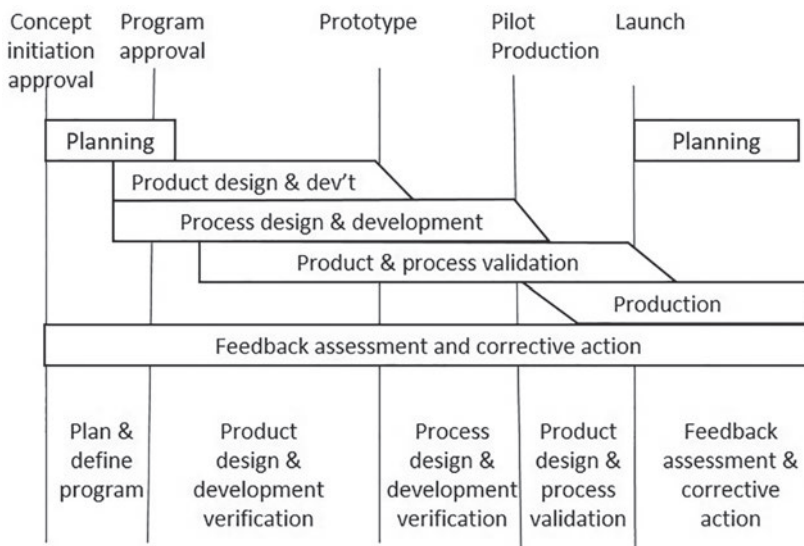 Concept
initiation
approval
Program
approval
Prototype
Pilot
Production
Launch
Planning
Planning
Product design & dev't
Process design & development
Product & process validation
Production
Feedback assessment and corrective action
Plan &
define
program
Product
design &
development
verification
Process
design &
development
verification
Product
design &
process
validation
Feedback
assessment &
corrective
action